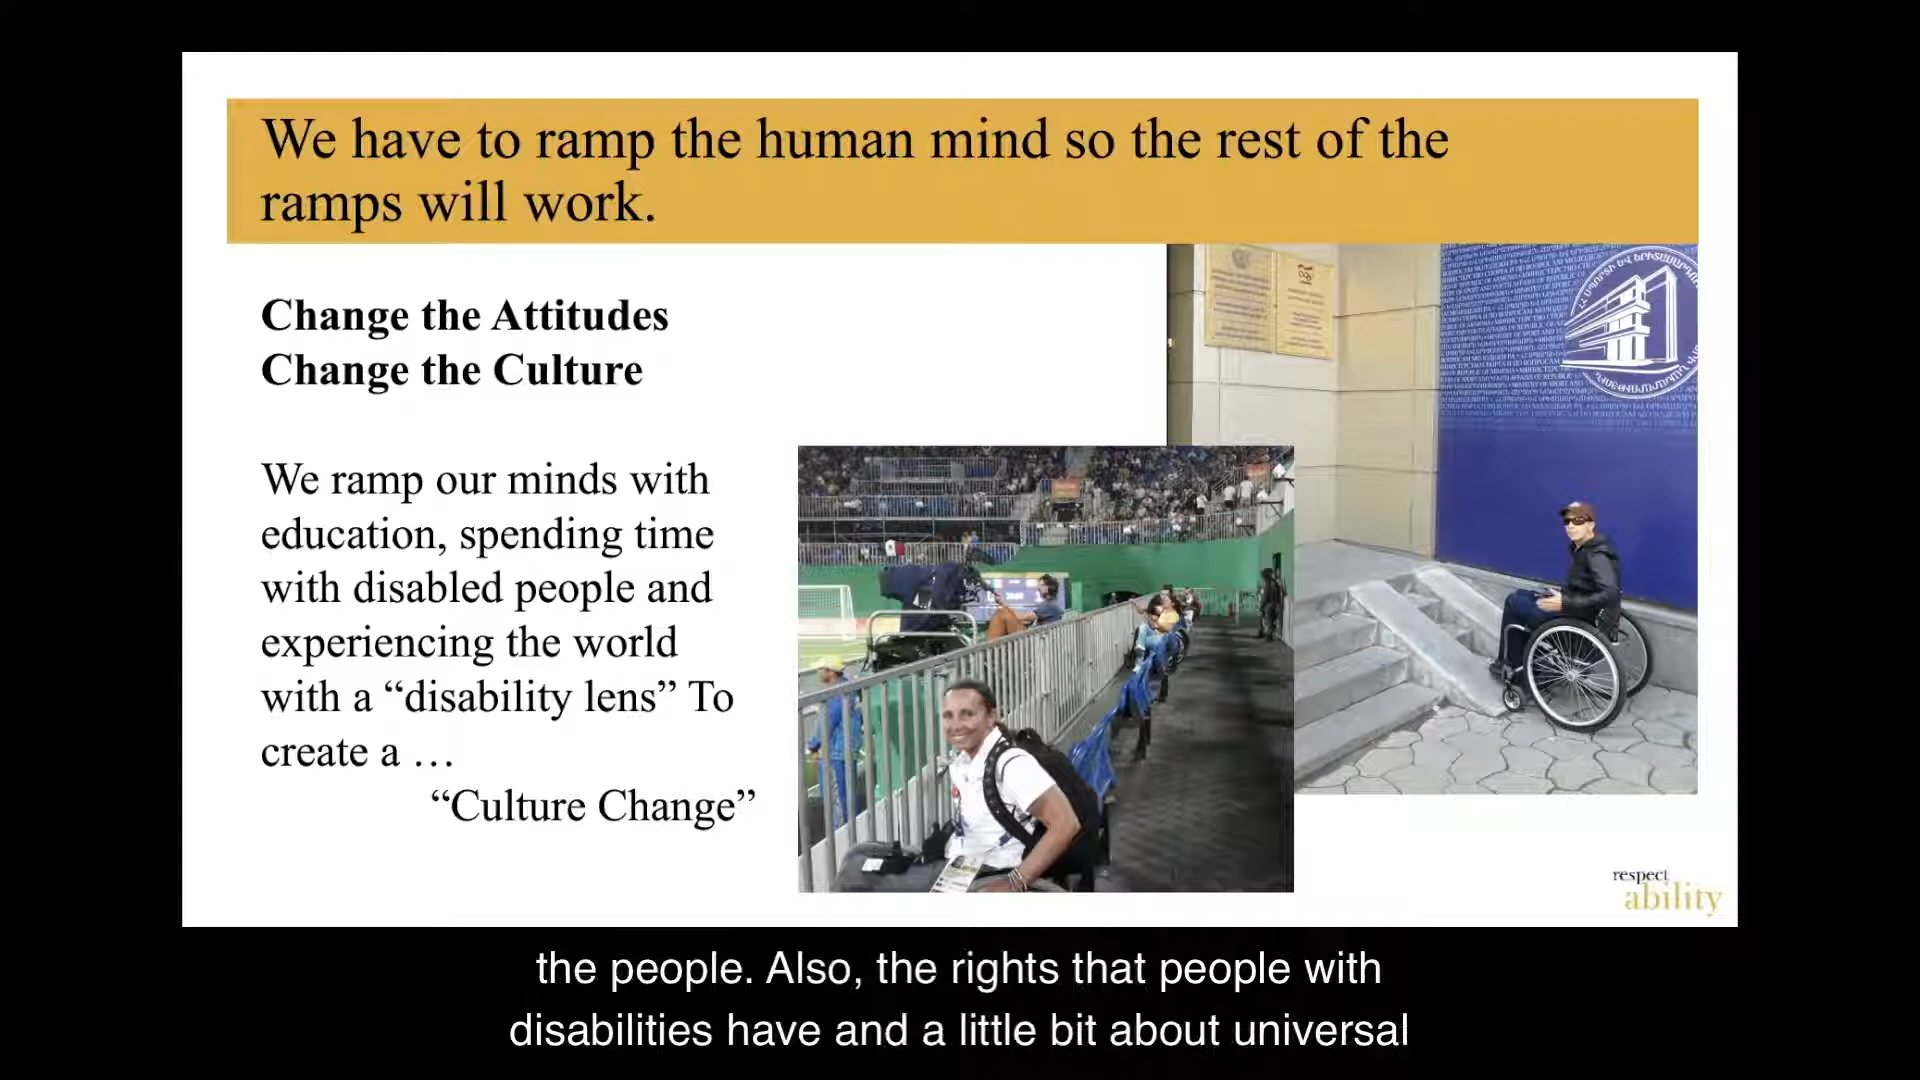 We have to ramp the human mind so the rest of the
ramps will work.
Change the Attitudes
Change the Culture
We ramp our minds with
education, spending time
with disabled people and
experiencing the world
with a “disability lens” To
create a …
“Culture Change”
respect
ability
the people. Also, the rights that people with
disabilities have and a little bit about universal